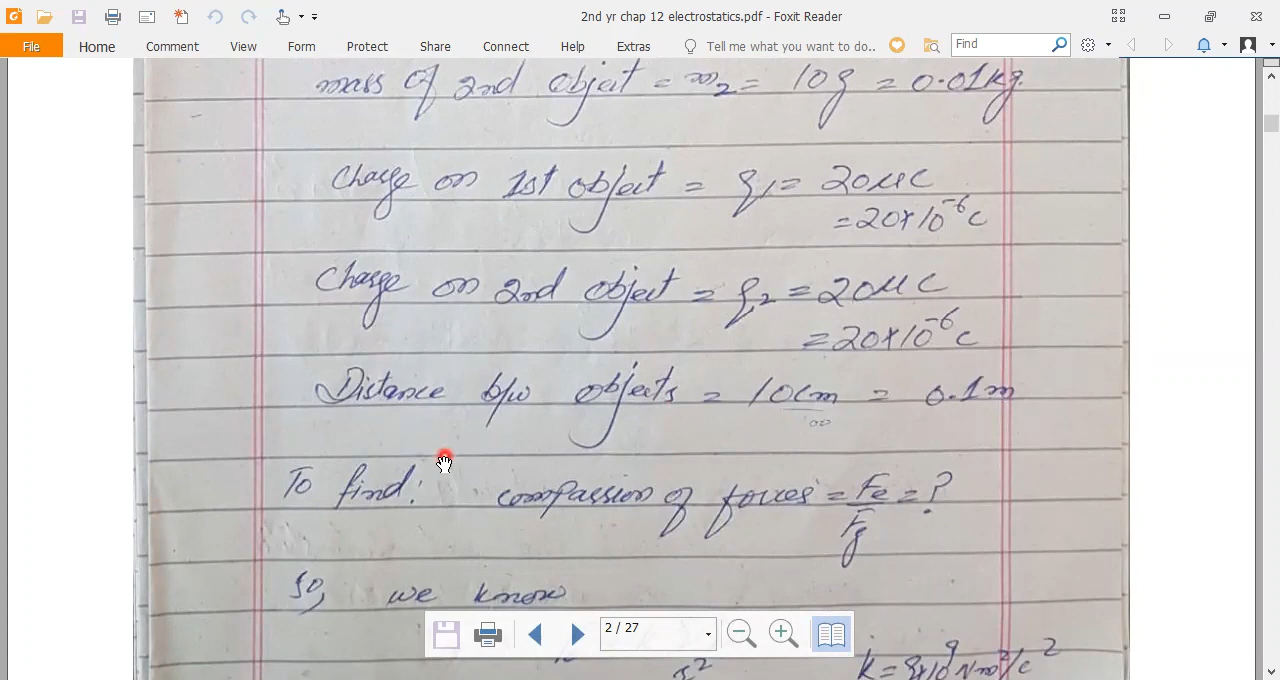 2nd yr chap 12 electrostatics.pdf - Foxit Reader
File Home Comment View Form Protect Share Connect Help Extras Tell me what you want to do.. Find
mass of 2nd object = m2 = 10g = 0.01kg.
Charge on 1st object = q1 = 20μC
= 20×10^-6 C
Charge on 2nd object = q2 = 20μC
= 20×10^-6 C
Distance b/w objects = 10cm = 0.1m
00
To find: compassion of forces = Fe/Fg = ?
So, we know
2 / 27
r^2
k = 9×10^9 Nm^2/c^2